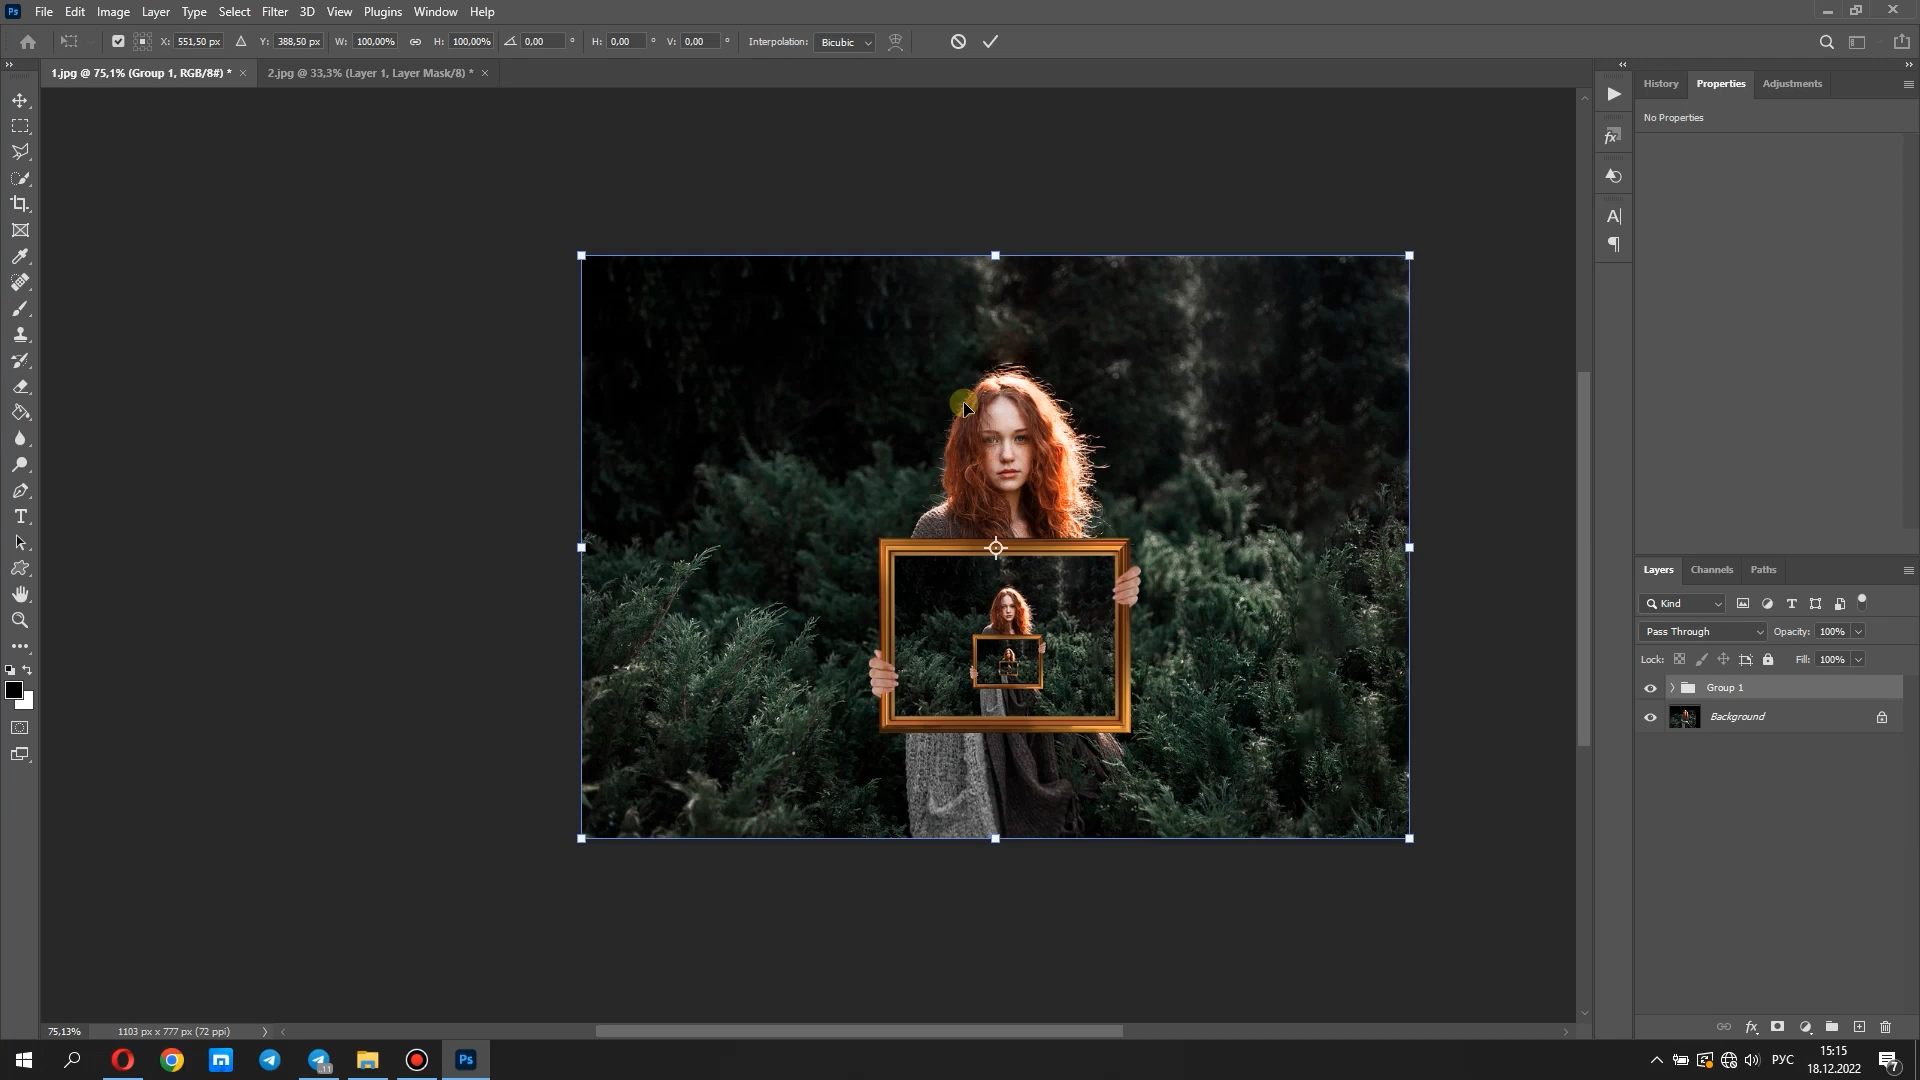 Ps File Edit Image Layer Type Select Filter 3D View Plugins Window Help
X: 551,50 px Y: 388,50 px W: 100,00% H: 100,00% 0,00 ° H: 0,00 ° V: 0,00 ° Interpolation: Bicubic
1.jpg @ 75,1% (Group 1, RGB/8#) * × 2.jpg @ 33,3% (Layer 1, Layer Mask/8) * ×
History Properties Adjustments
No Properties
Layers Channels Paths
Kind
Pass Through Opacity: 100%
Lock: Fill: 100%
Group 1
Background
75,13% 1103 px x 777 px (72 ppi)
РУС
15:15
18.12.2022
7